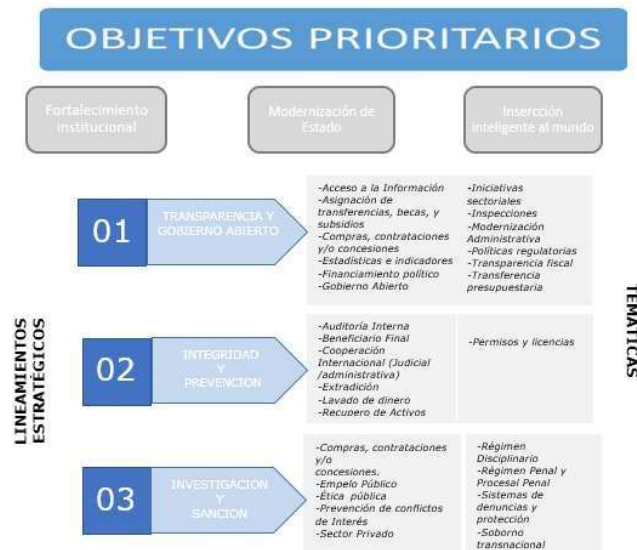 OBJETIVOS PRIORITARIOS
Fortalecimiento
institucional
Modernización de
Estado
Insercción
inteligente al mundo
LINEAMIENTOS
ESTRATÉGICOS
TEMÁTICAS
01
TRANSPARENCIA Y
GOBIERNO ABIERTO
-Acceso a la Información
-Asignación de
transferencias, becas, y
subsidios
-Compras, contrataciones
y/o concesiones
-Estadísticas e indicadores
-Financiamiento político
-Gobierno Abierto
-Iniciativas
sectoriales
-Inspecciones
-Modernización
Administrativa
-Políticas regulatorias
-Transparencia fiscal
-Transferencia
presupuestaria
02
INTEGRIDAD
Y
PREVENCION
-Auditoría Interna
-Beneficiario Final
-Cooperación
Internacional (Judicial
/administrativa)
-Extradición
-Lavado de dinero
-Recupero de Activos
-Permisos y licencias
03
INVESTIGACION
Y
SANCION
-Compras, contrataciones
y/o
concesiones.
-Empelo Público
-Ética pública
-Prevención de conflictos
de Interés
-Sector Privado
-Régimen
Disciplinario
-Régimen Penal y
Procesal Penal
-Sistemas de
denuncias y
protección
-Soborno
transnacional